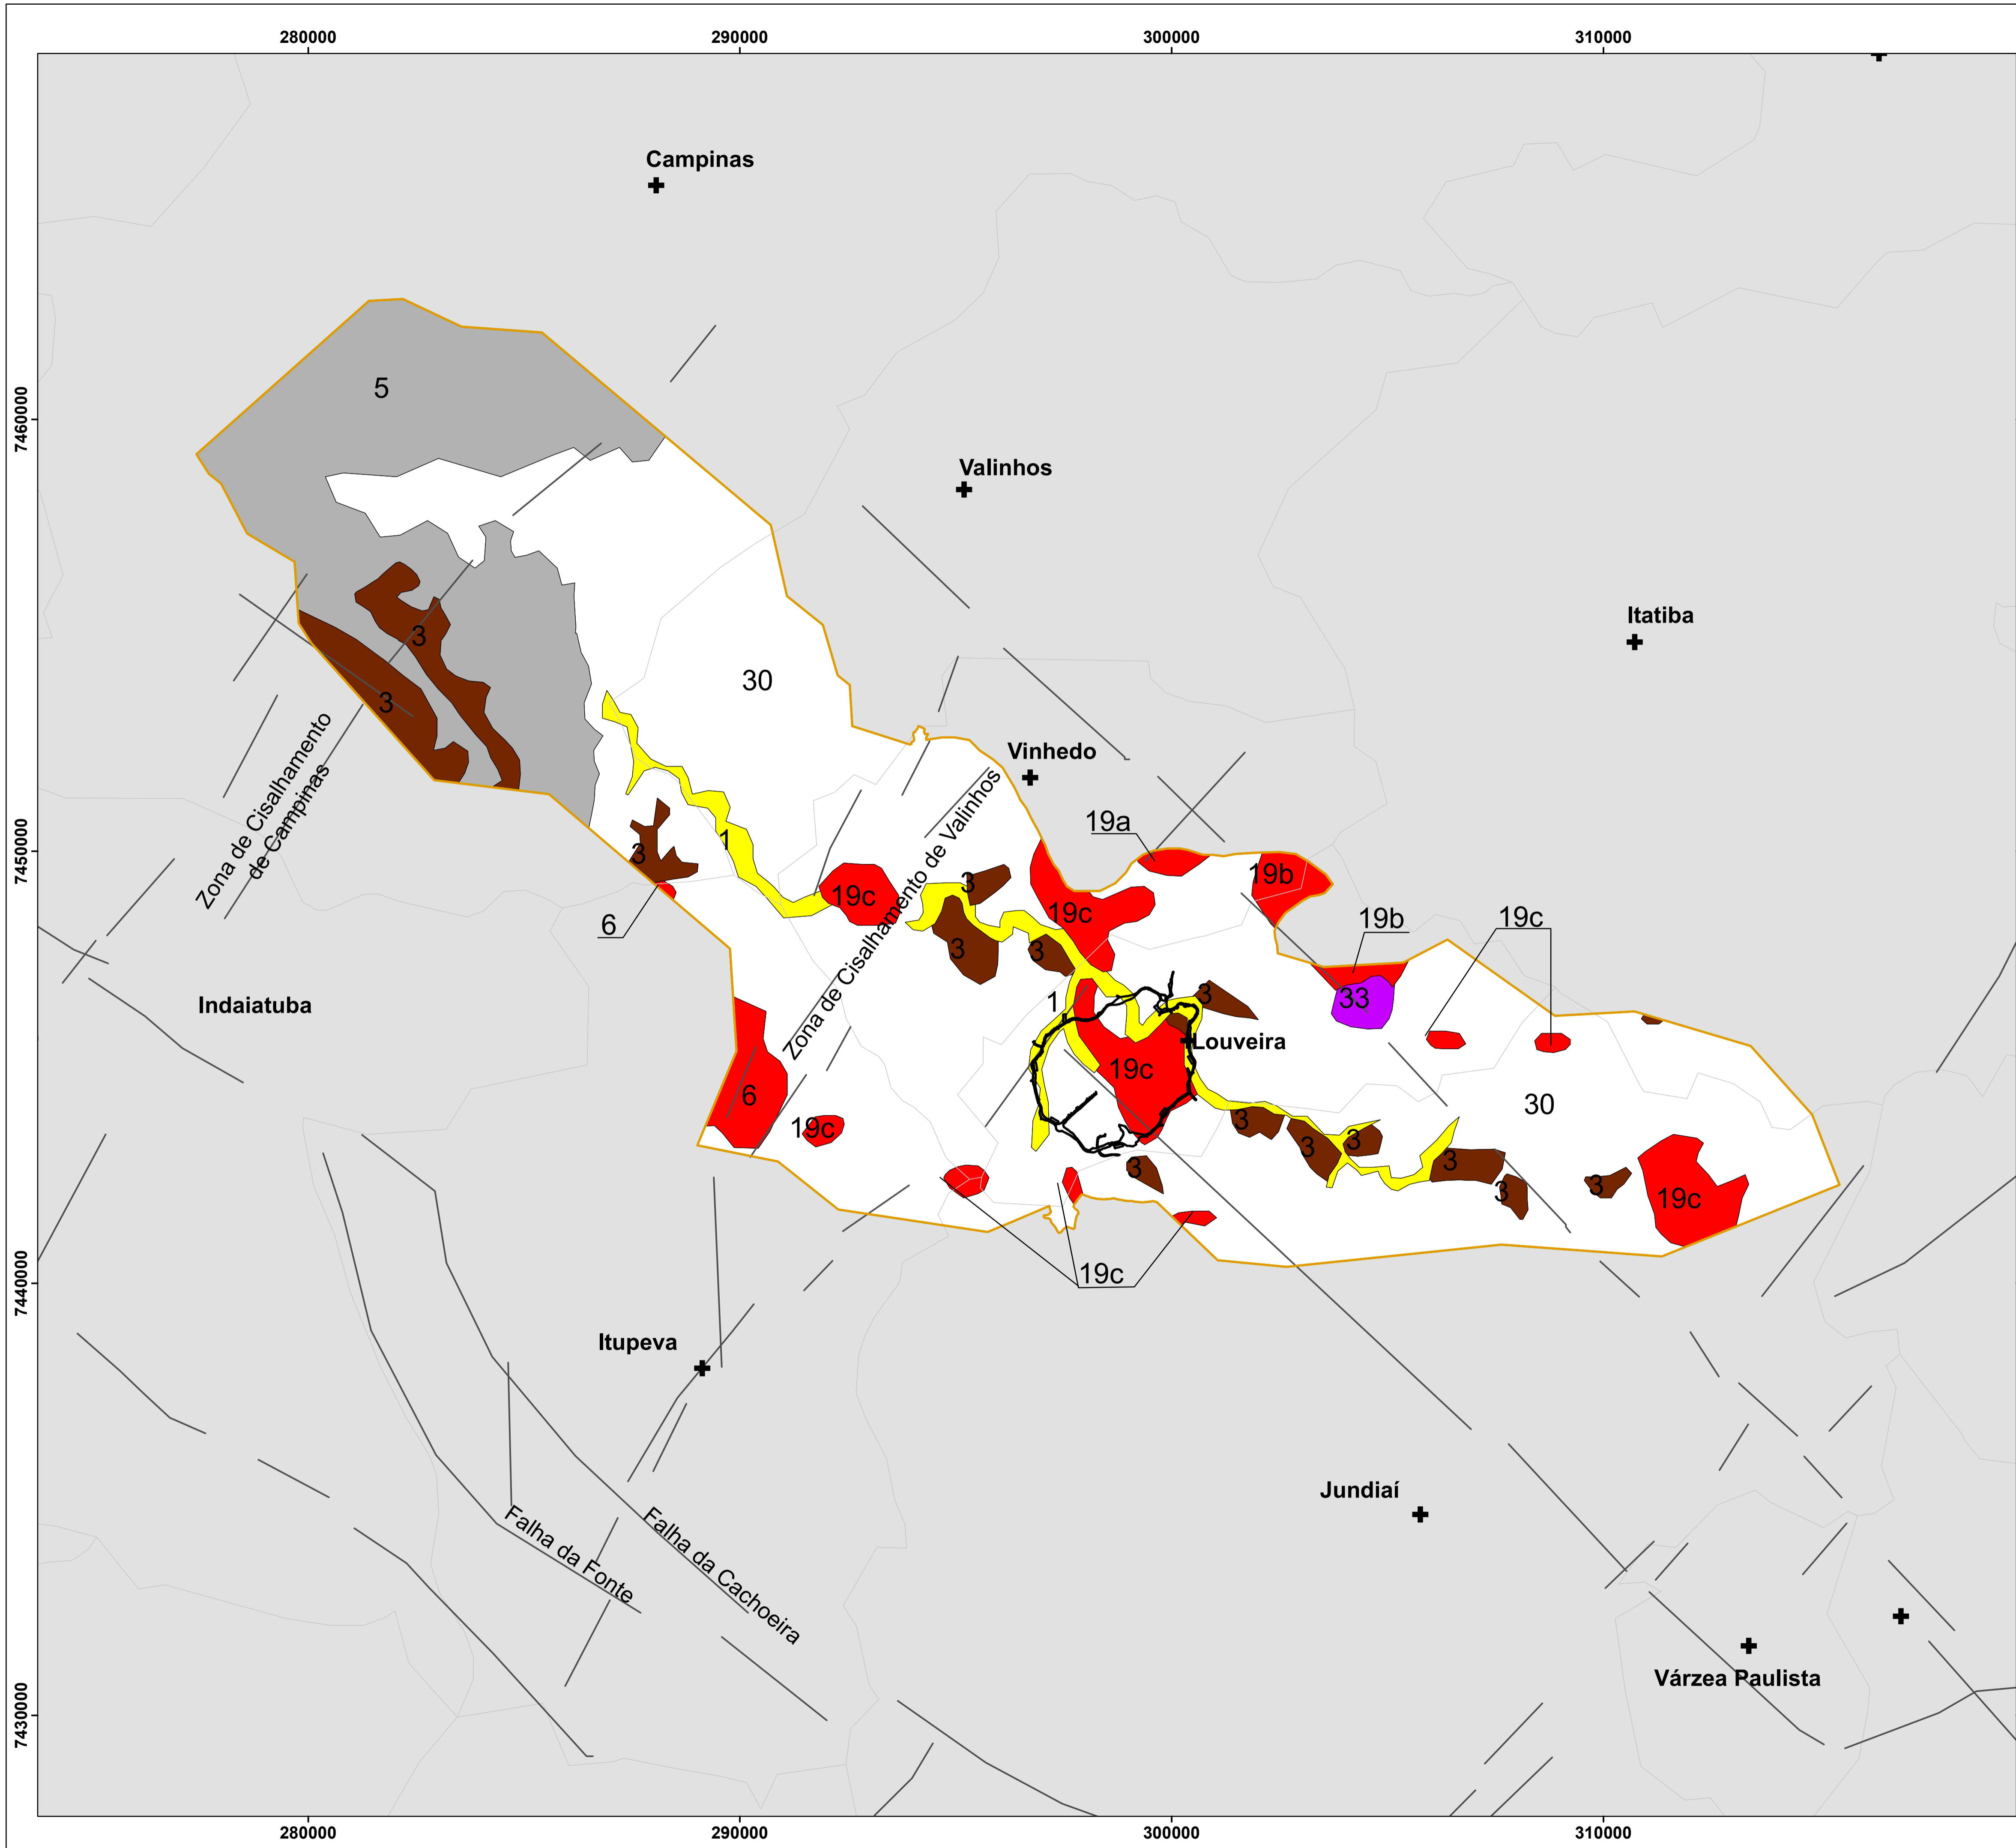 280000
290000
300000
310000
Campinas
5
7460000
Valinhos
Itatiba
3
30
3
Zona de Cisalhamento
de Campinas
Vinhedo
Zona de Cisalhamento de Valinhos
19a
7450000
1
3
19b
3
19c
19c
19b
19c
6
3
3
Indaiatuba
33
3
1
Louveira
19c
6
30
19c
3
3
3
3
3
3
3
19c
7440000
19c
Itupeva
Jundiaí
Falha da Fonte
Falha da Cachoeira
Várzea Paulista
7430000
280000
290000
300000
310000